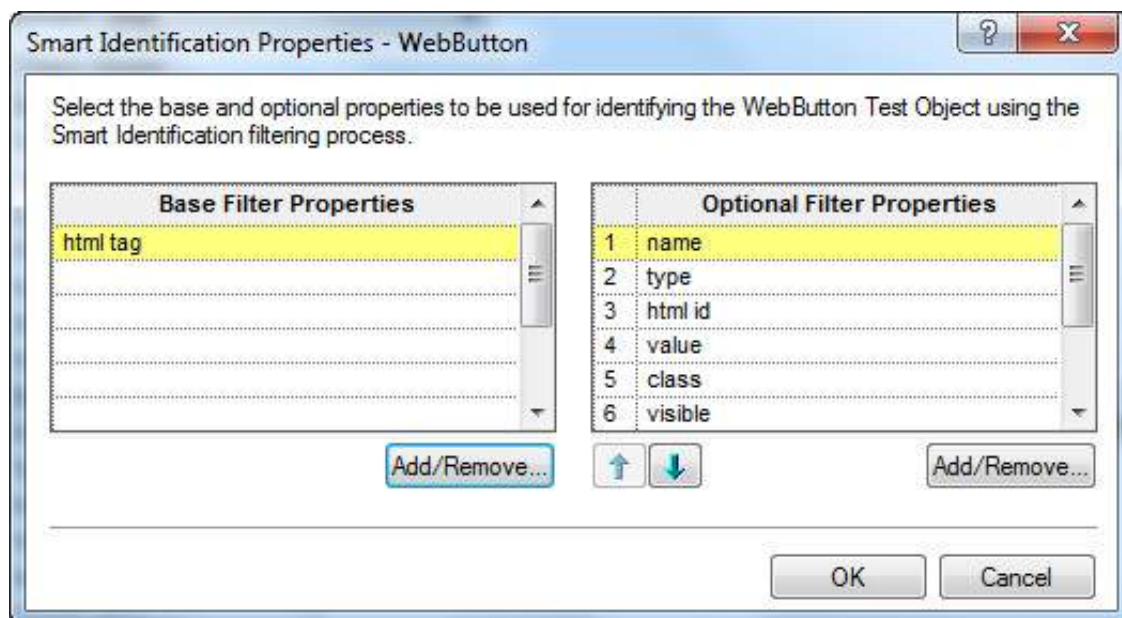 Smart Identification Properties - WebButton
Select the base and optional properties to be used for identifying the WebButton Test Object using the
Smart Identification filtering process.
Base Filter Properties
html tag
Optional Filter Properties
1 name
2 type
3 html id
4 value
5 class
6 visible
Add/Remove...
Add/Remove...
OK
Cancel